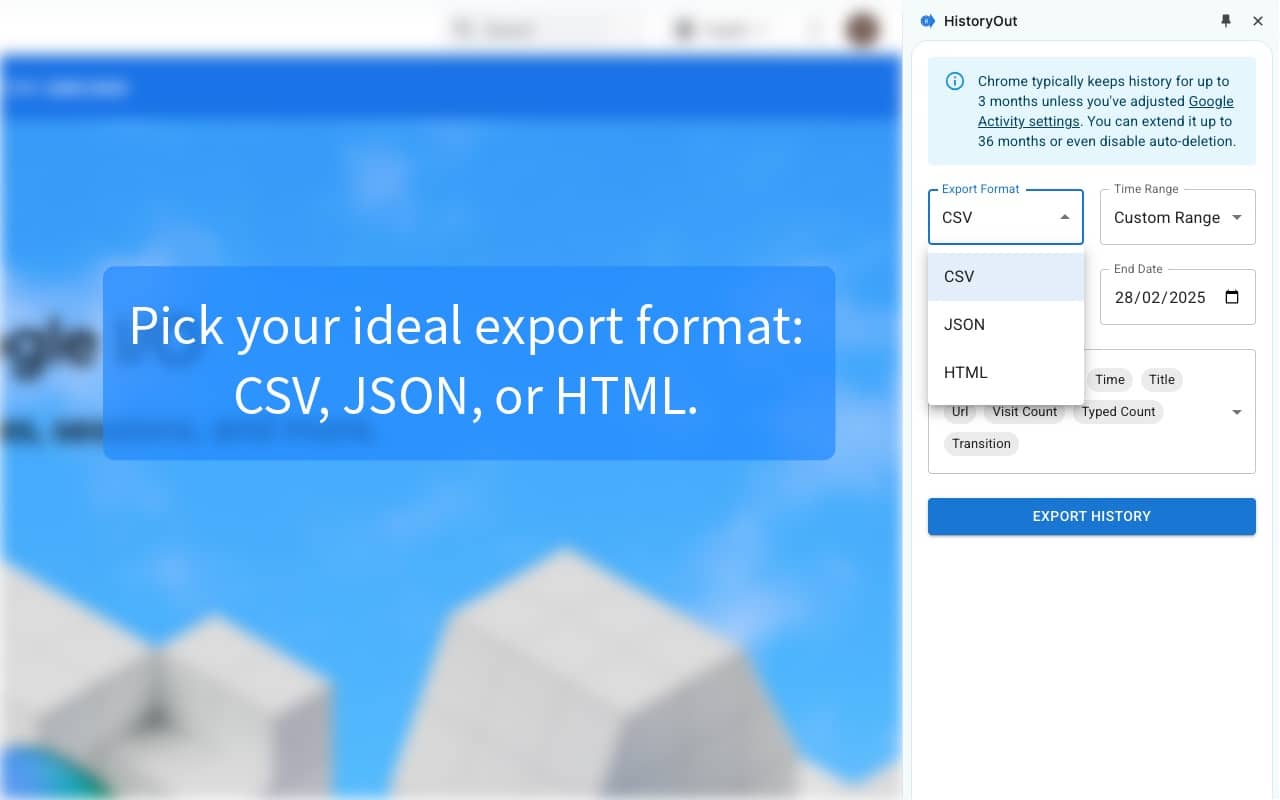 HistoryOut
Chrome typically keeps history for up to
3 months unless you've adjusted Google
Activity settings. You can extend it up to
36 months or even disable auto-deletion.
Export Format
Time Range
CSV
Custom Range
CSV
JSON
HTML
End Date
28/02/2025
Time
Title
Url
Visit Count
Typed Count
Transition
EXPORT HISTORY
Pick your ideal export format:
CSV, JSON, or HTML.